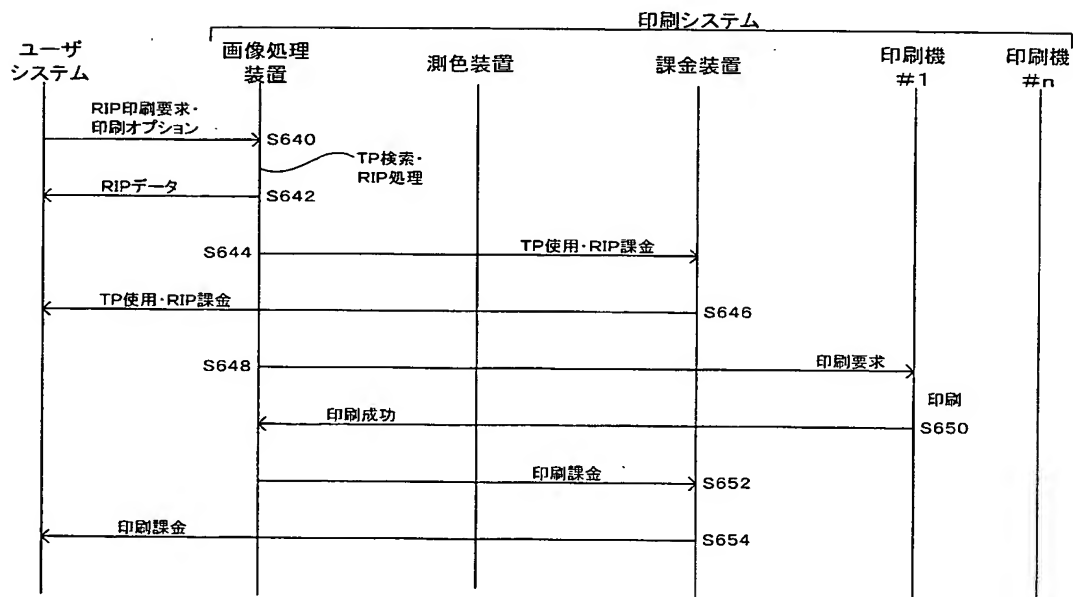 印刷システム
ユーザ
システム
画像処理
装置
測色装置
課金装置
印刷機
#1
印刷機
#n
RIP印刷要求・
印刷オプション
S640
TP検索・
RIP処理
RIPデータ
S642
S644
TP使用・RIP課金
TP使用・RIP課金
S646
S648
印刷要求
印刷
印刷成功
S650
印刷課金
S652
印刷課金
S654